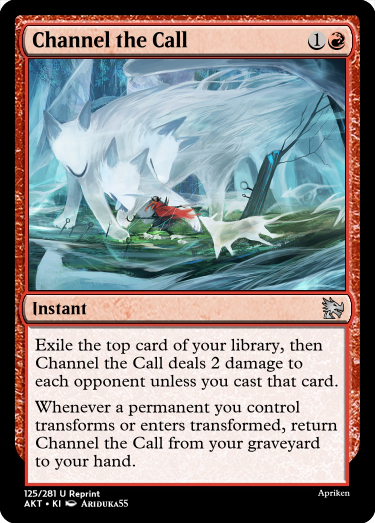 Channel the Call 1
Instant
Exile the top card of your library, then
Channel the Call deals 2 damage to
each opponent unless you cast that card.
Whenever a permanent you control
transforms or enters transformed, return
Channel the Call from your graveyard
to your hand.
125/281 U Reprint
Apriken
AKT • KI Ariduka55